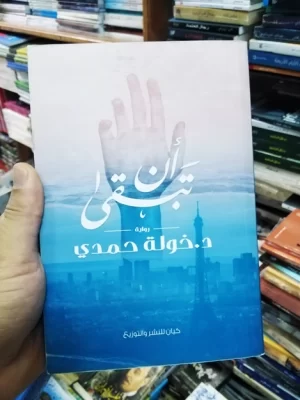 أن تبقى
رواية
د.خولة حمدي
كيان للنشر والتوزيع